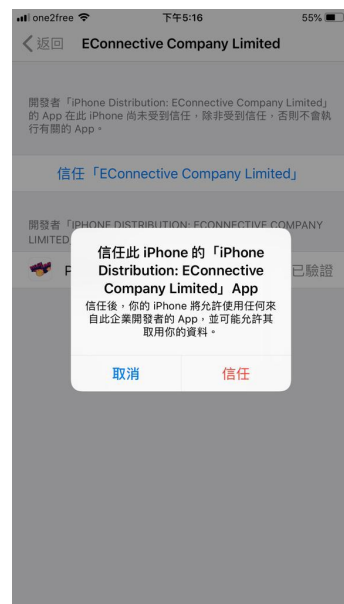 one2free 下午5:16 55%
返回 EConnective Company Limited
開發者「iPhone Distribution: EConnective Company Limited」
的 App 在此 iPhone 尚未受到信任，除非受到信任，否則不會執
行有關的 App。
信任「EConnective Company Limited」
開發者「IPHONE DISTRIBUTION: ECONNECTIVE COMPANY
LIMITED
P 已驗證
信任此 iPhone 的「iPhone
Distribution: EConnective
Company Limited」App
信任後，你的 iPhone 將允許使用任何來
自此企業開發者的 App，並可能允許其
取用你的資料。
取消 信任